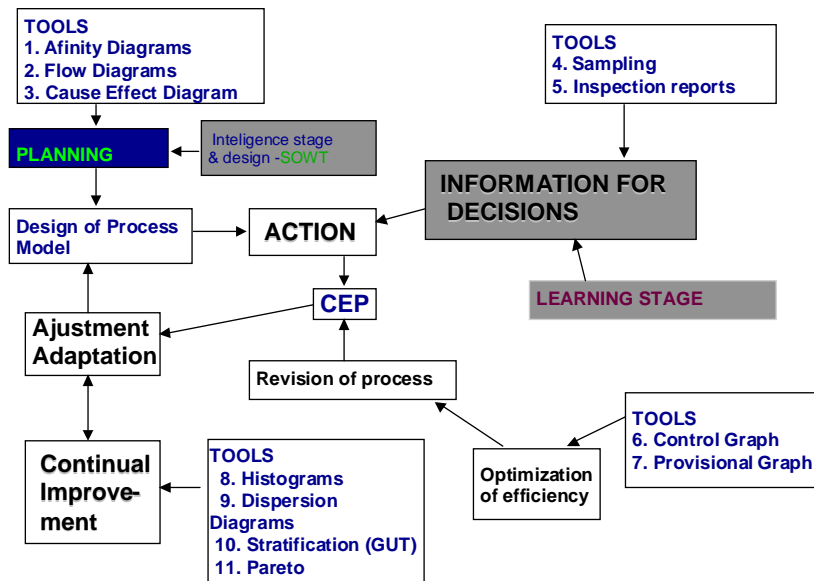 TOOLS
1. Afinity Diagrams
2. Flow Diagrams
3. Cause Effect Diagram
TOOLS
4. Sampling
5. Inspection reports
PLANNING
Inteligence stage
& design -SOWT
INFORMATION FOR
DECISIONS
Design of Process
Model
ACTION
LEARNING STAGE
CEP
Ajustment
Adaptation
Revision of process
TOOLS
6. Control Graph
7. Provisional Graph
Continual
Improve-
ment
TOOLS
8. Histograms
9. Dispersion
Diagrams
10. Stratification (GUT)
11. Pareto
Optimization
of efficiency